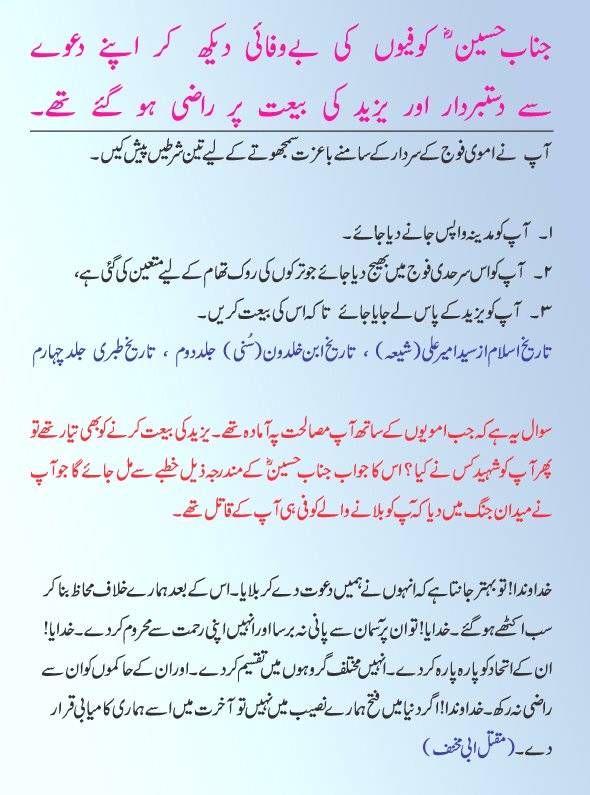 جناب حسینؓ کوفیوں کی بےوفائی دیکھ کر اپنے دعوے
سے دستبردار اور یزید کی بیعت پر راضی ہو گئے تھے۔
آپ نے اموی فوج کے سردار کے سامنے باعزت سمجھوتے کے لیے تین شرطیں پیش کیں۔
۱۔ آپ کو مدینہ واپس جانے دیا جائے۔
۲۔ آپ کو اس سرحدی فوج میں بھیج دیا جائے جو ترکوں کی روک تھام کے لیے متعین کی گئی ہے،
۳۔ آپ کو یزید کے پاس لے جایا جائے تا کہ اس کی بیعت کریں۔
تاریخ اسلام از سید امیر علی (شیعہ) ، تاریخ ابن خلدون (سُنی) جلد دوم ، تاریخ طبری جلد چہارم
سوال یہ ہے کہ جب امویوں کے ساتھ آپ مصالحت پہ آمادہ تھے۔ یزید کی بیعت کرنے کو بھی تیار تھے تو
پھر آپ کو شہید کس نے کیا؟ اس کا جواب جناب حسینؓ کے مندرجہ ذیل خطبے سے مل جائے گا جو آپ
نے میدان جنگ میں دیا کہ آپ کو بلانے والے کوفی ہی آپ کے قاتل تھے۔
خداوندا! تو بہتر جانتا ہے کہ انہوں نے ہمیں دعوت دے کر بلایا۔ اس کے بعد ہمارے خلاف محاظ بنا کر
سب اکٹھے ہو گئے۔ خدایا! تو ان پر آسمان سے پانی نہ برسا اور انہیں اپنی رحمت سے محروم کر دے۔ خدایا!
ان کے اتحاد کو پارہ پارہ کر دے۔ انہیں مختلف گروہوں میں تقسیم کر دے۔ اور ان کے حاکموں کو ان سے
راضی نہ رکھ۔ خداوندا! اگر دنیا میں فتح ہمارے نصیب میں نہیں تو آخرت میں اسے ہماری کامیابی قرار
دے۔ (مقتل ابی مخنف)